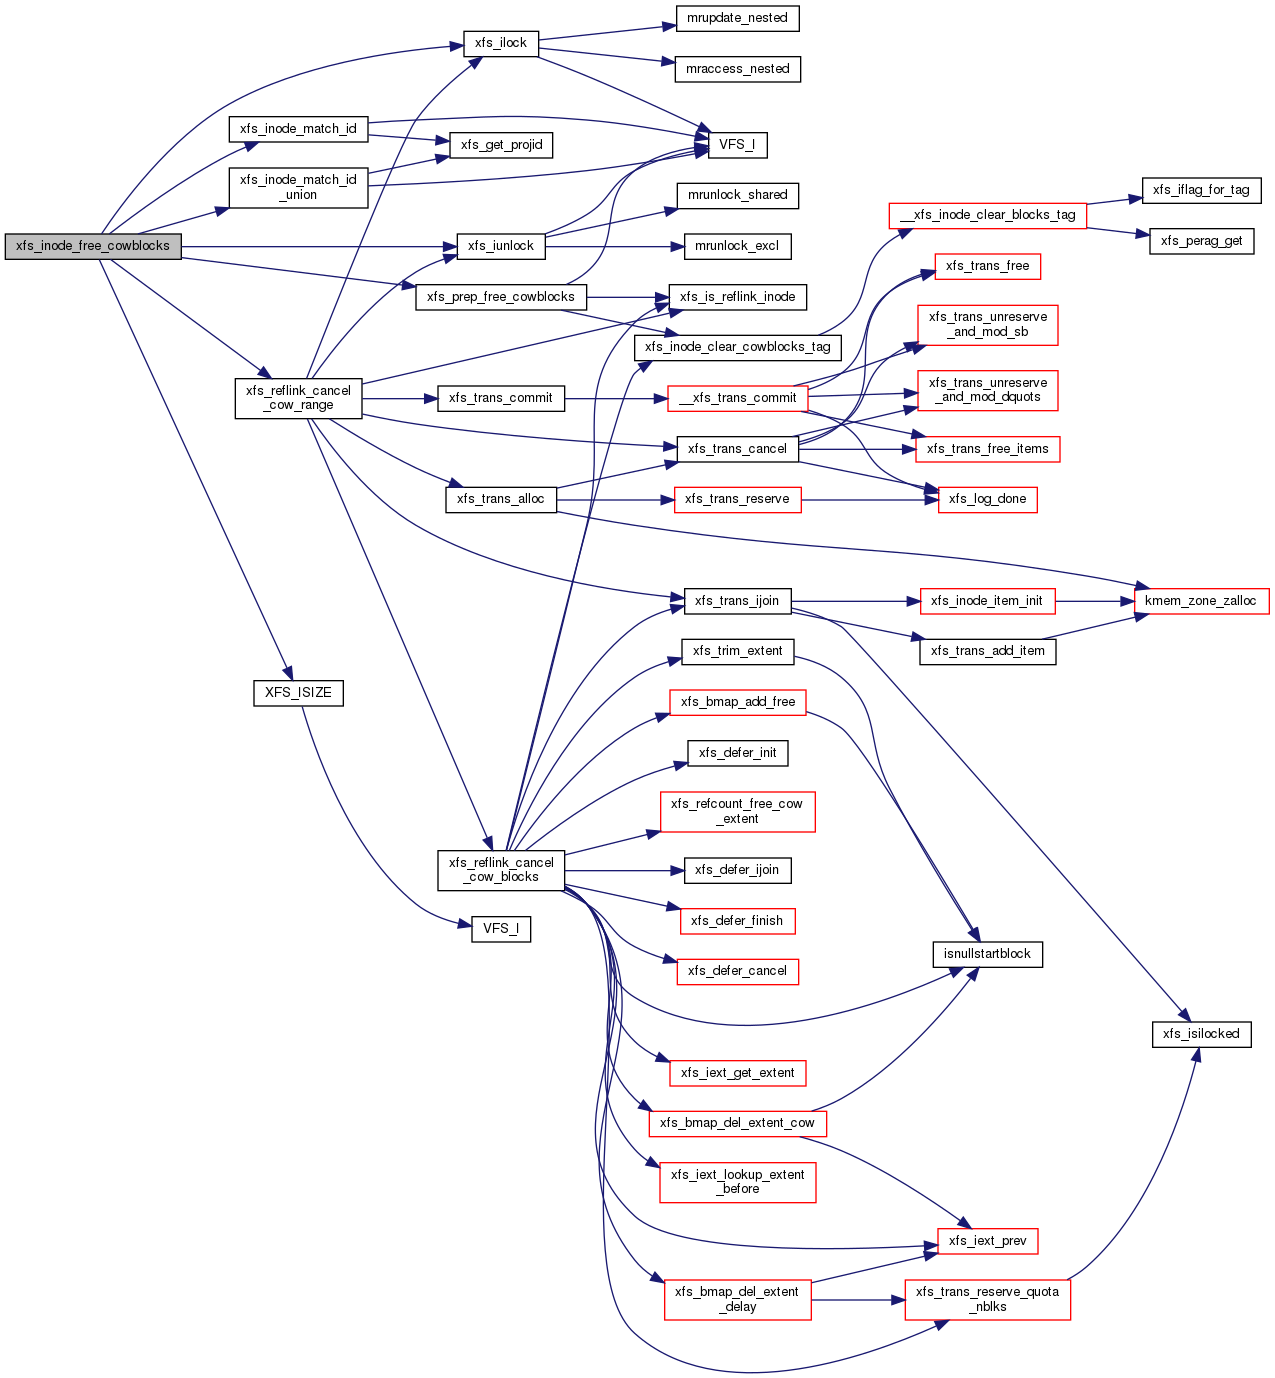 mrupdate_nested
xfs_ilock
mraccess_nested
xfs_inode_match_id
xfs_get_projid
VFS_I
xfs_inode_match_id
_union
mrunlock_shared
xfs_iflag_for_tag
__xfs_inode_clear_blocks_tag
xfs_inode_free_cowblocks
xfs_iunlock
mrunlock_excl
xfs_perag_get
xfs_trans_free
xfs_prep_free_cowblocks
xfs_is_reflink_inode
xfs_trans_unreserve
_and_mod_sb
xfs_inode_clear_cowblocks_tag
xfs_reflink_cancel
_cow_range
xfs_trans_commit
__xfs_trans_commit
xfs_trans_unreserve
_and_mod_dquots
xfs_trans_cancel
xfs_trans_free_items
xfs_trans_alloc
xfs_trans_reserve
xfs_log_done
xfs_trans_ijoin
xfs_inode_item_init
kmem_zone_zalloc
xfs_trim_extent
xfs_trans_add_item
XFS_ISIZE
xfs_bmap_add_free
xfs_defer_init
xfs_refcount_free_cow
_extent
xfs_reflink_cancel
_cow_blocks
xfs_defer_ijoin
VFS_I
xfs_defer_finish
isnullstartblock
xfs_defer_cancel
xfs_isilocked
xfs_iext_get_extent
xfs_bmap_del_extent_cow
xfs_iext_lookup_extent
_before
xfs_iext_prev
xfs_bmap_del_extent
_delay
xfs_trans_reserve_quota
_nblks